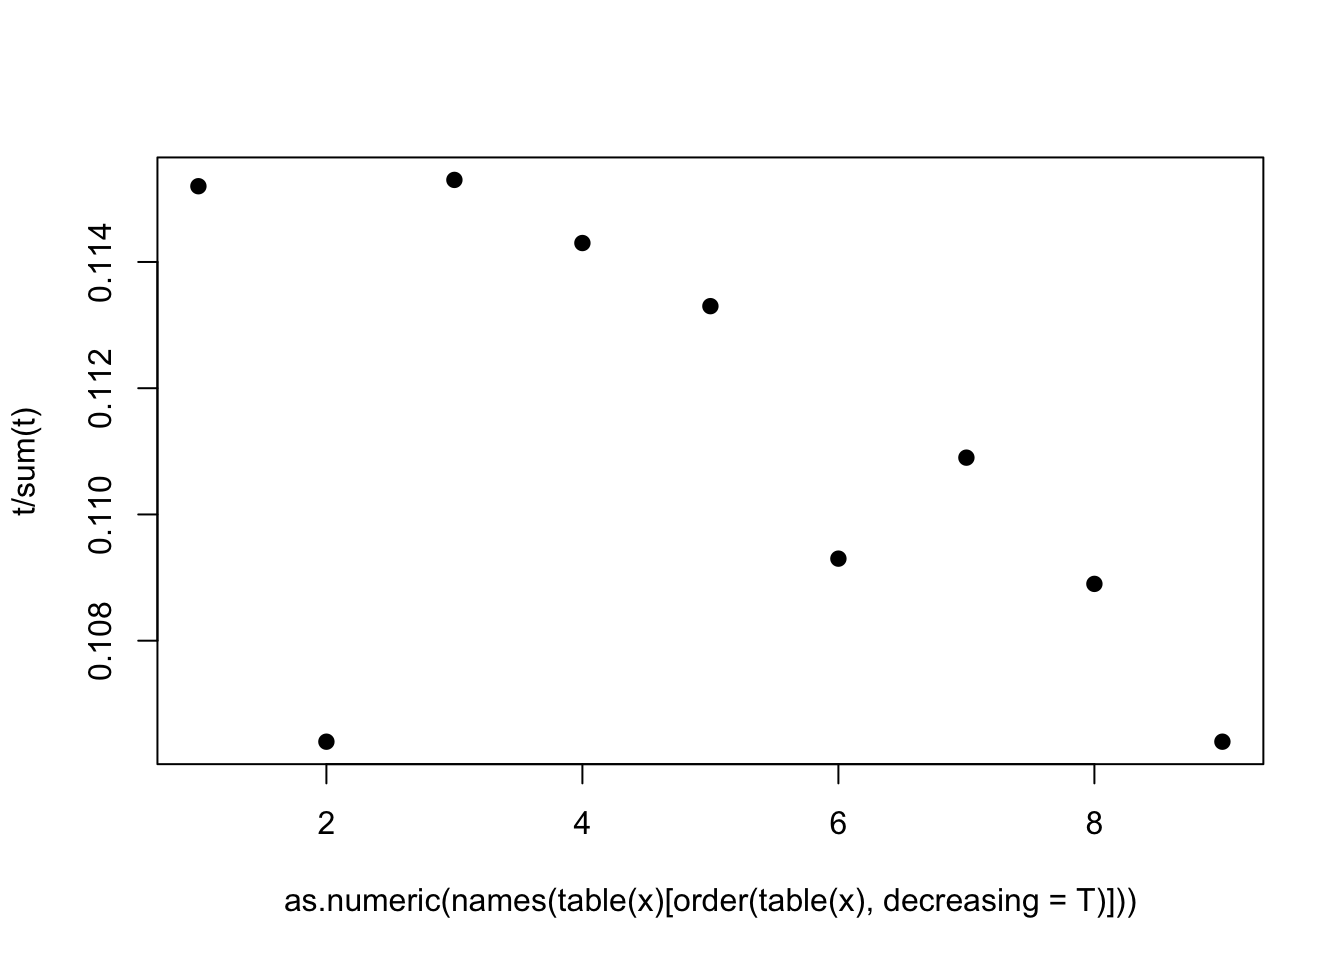 t/sum(t)
0.114
0.112
0.110
0.108
2 4 6 8
as.numeric(names(table(x)[order(table(x), decreasing = T)]))